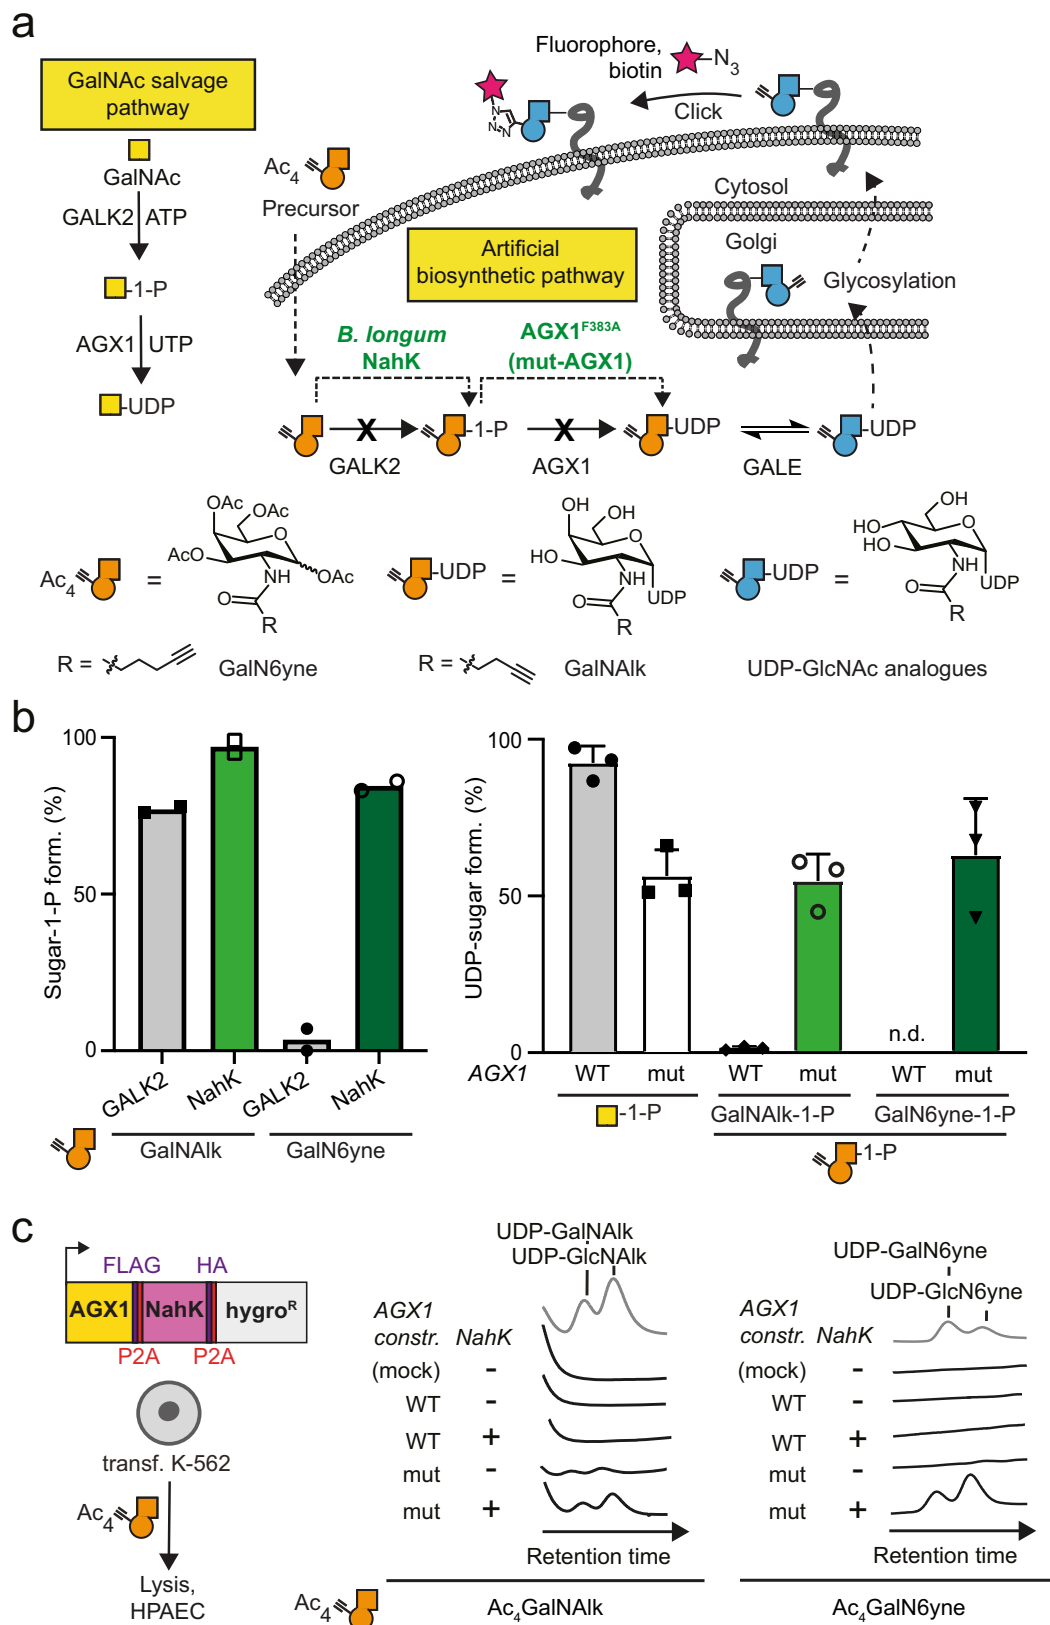 a
GalNAc salvage
pathway
GalNAc
GALK2 ATP
-1-P
AGX1 UTP
-UDP
Fluorophore,
biotin
N3
Click
N N N
Ac4
Precursor
Cytosol
Golgi
Glycosylation
Artificial
biosynthetic pathway
B. longum
NahK
AGX1F383A
(mut-AGX1)
X
-1-P
X
-UDP
-UDP
GALK2
AGX1
GALE
Ac4 =
OAc OAc
O
AcO
NH
OAc
O
R
-UDP =
OH OH
O
HO
NH
O
UDP
R
-UDP =
OH
HO
O
HO
NH
O
UDP
R
R =
GalN6yne
R =
GalNAlk
UDP-GlcNAc analogues
b
Sugar-1-P form. (%)
100
50
0
GALK2
NahK
GALK2
NahK
GalNAlk
GalN6yne
UDP-sugar form. (%)
100
50
0
n.d.
AGX1 WT mut WT mut WT mut
-1-P
GalNAlk-1-P
GalN6yne-1-P
-1-P
c
FLAG HA
AGX1 NahK hygroR
P2A P2A
transf. K-562
Ac4
Lysis,
HPAEC
UDP-GalNAlk
UDP-GlcNAlk
AGX1
constr. NahK
(mock) -
WT -
WT +
mut -
mut +
Retention time
Ac4
Ac4GalNAlk
UDP-GalN6yne
UDP-GlcN6yne
AGX1
constr. NahK
(mock) -
WT -
WT +
mut -
mut +
Retention time
Ac4GalN6yne